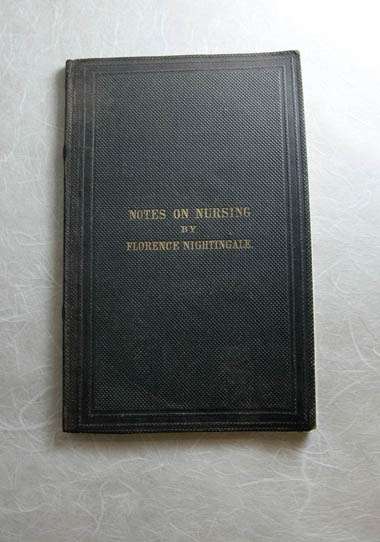 NOTES ON NURSING
BY
FLORENCE NIGHTINGALE.